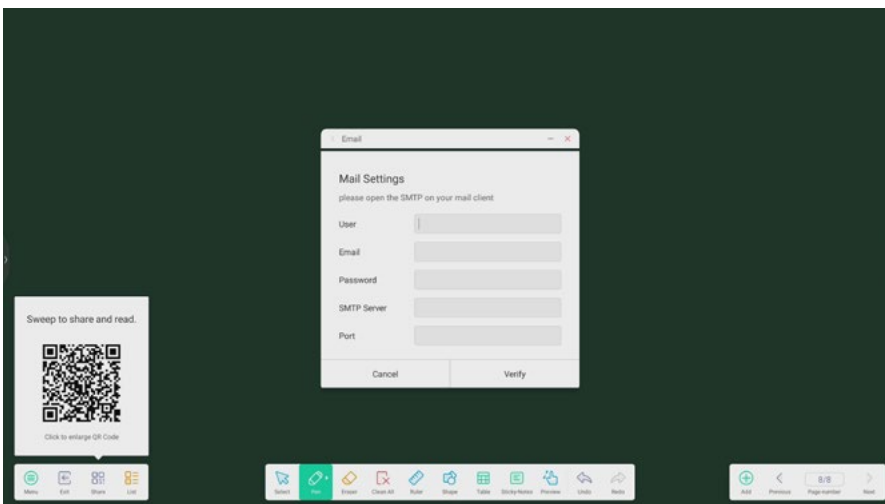 Email
Mail Settings
please open the SMTP on your mail client
User
Email
Password
SMTP Server
Port
Cancel
Verify
Sweep to share and read.
Click to enlarge QR Code
Menu
Exit
Share
List
Select
Pen
Eraser
Clean All
Ruler
Shape
Table
Sticky Notes
Preview
Undo
Redo
Add
Previous
8/8
Page number
Next